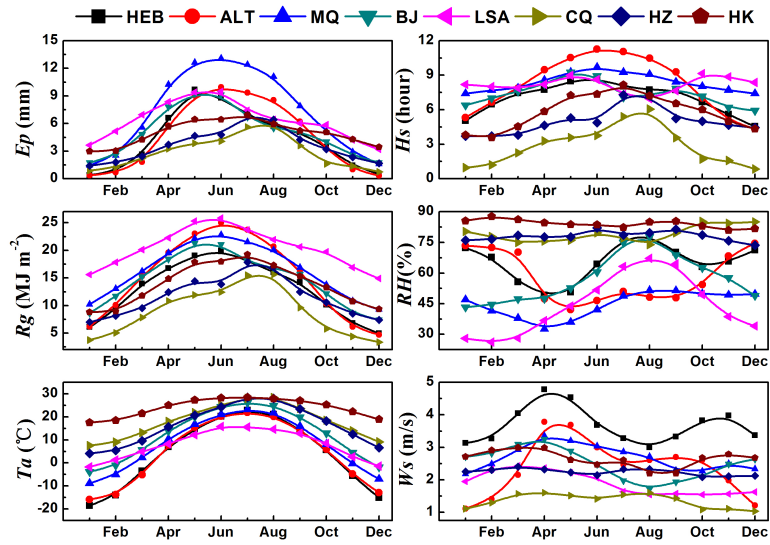 HEB ALT MQ BJ LSA CQ HZ HK
Ep (mm)
12
9
6
3
0
Feb Apr Jun Aug Oct Dec
Hs (hour)
12
9
6
3
0
Feb Apr Jun Aug Oct Dec
Rg (MJ m-2)
25
20
15
10
5
Feb Apr Jun Aug Oct Dec
RH(%)
90
75
60
45
30
Feb Apr Jun Aug Oct Dec
Ta (℃)
30
20
10
0
-10
-20
Feb Apr Jun Aug Oct Dec
Ws (m/s)
5
4
3
2
1
Feb Apr Jun Aug Oct Dec